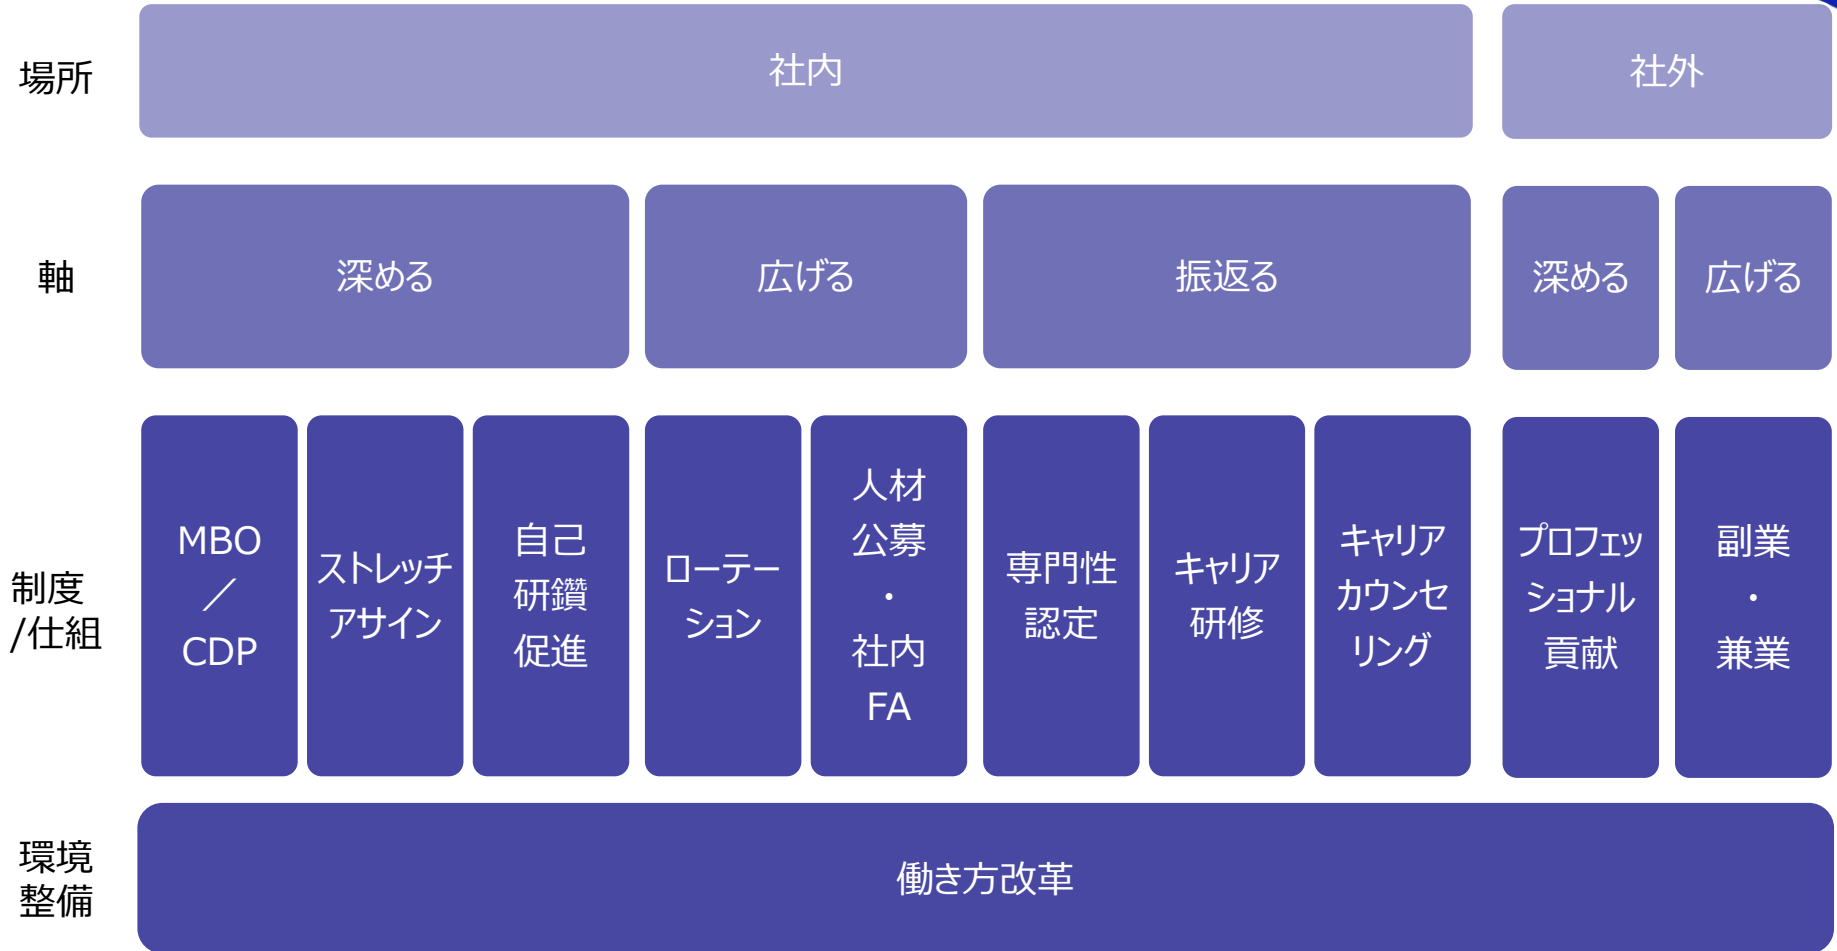 場所
社内
社外
軸
深める
広げる
振返る
深める
広げる
制度
/仕組
MBO
／
CDP
ストレッチ
アサイン
自己
研鑽
促進
ローテー
ション
人材
公募
・
社内
FA
専門性
認定
キャリア
研修
キャリア
カウンセ
リング
プロフェッ
ショナル
貢献
副業
・
兼業
環境
整備
働き方改革